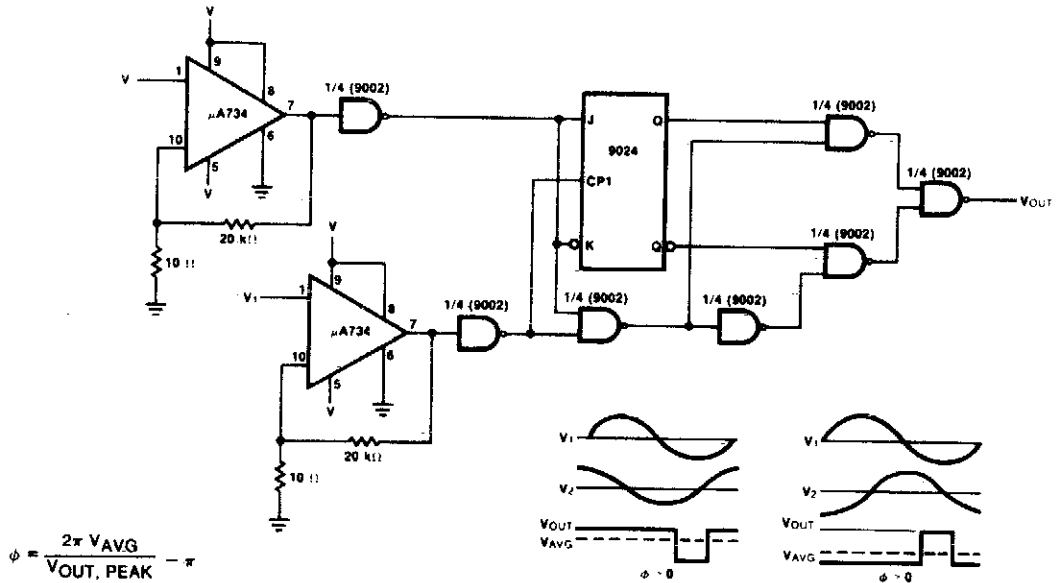 V
V
1
9
8
7
μA734
10
5
6
V
20 kΩ
10 Ω
1/4 (9002)
J
Q
9024
CP1
K
Q
1/4 (9002)
1/4 (9002)
VOUT
1/4 (9002)
V
V1
1
9
8
7
μA734
10
5
6
V
20 kΩ
10 Ω
1/4 (9002)
1/4 (9002)
1/4 (9002)
V1
V2
VOUT
VAVG
V1
V2
VOUT
VAVG
φ = 2π VAVG / VOUT, PEAK − π